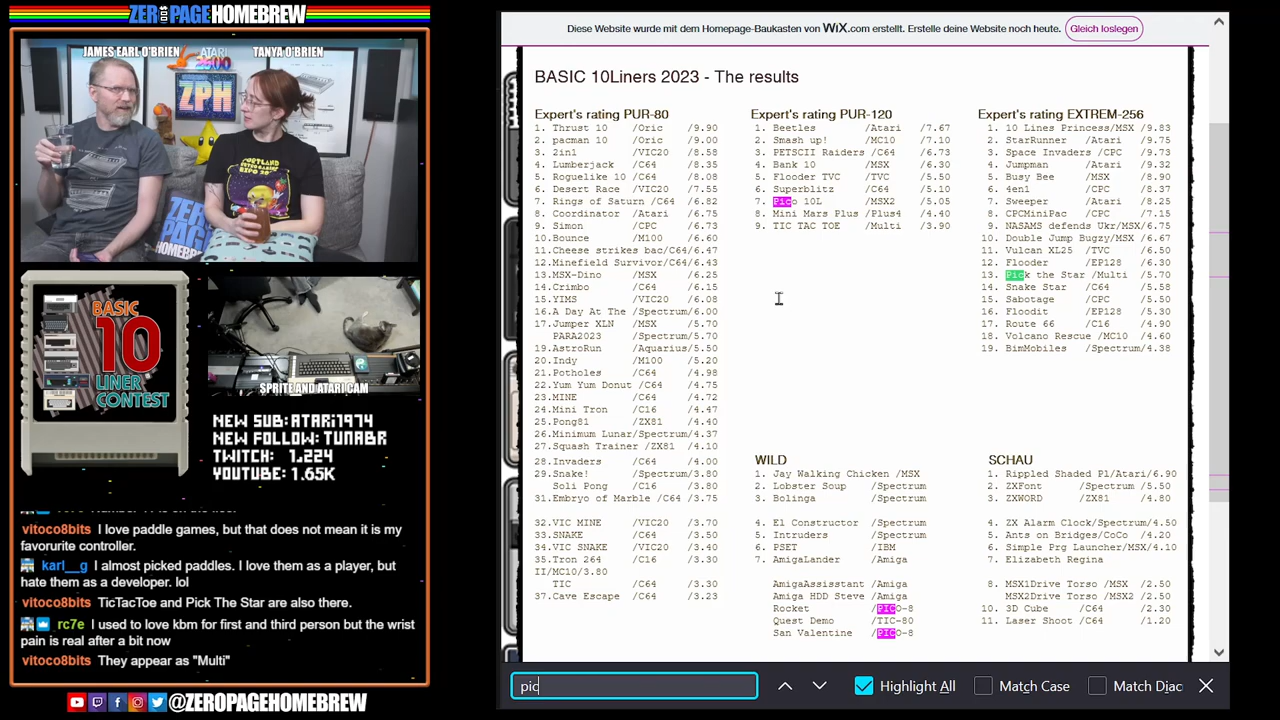 ZERO PAGE HOMEBREW
JAMES EARL O'BRIEN
ATARI
2600
TANYA O'BRIEN
ZPH
PORTLAND
RETRO GAMING
EXPO
BASIC
10
LINER
CONTEST
SPRITE AND ATARI CAM
NEW SUB:ATARI1974
NEW FOLLOW:TUNABR
TWITCH: 1,224
YOUTUBE: 1.65K
vitoco8bits I love paddle games, but that does not mean it is my
favorurite controller.
karl__g I almost picked paddles. I love them as a player, but
hate them as a developer. lol
vitoco8bits TicTacToe and Pick The Star are also there.
rc7e I used to love kbm for first and third person but the wrist
pain is real after a bit now
vitoco8bits They appear as "Multi"
@ZEROPAGEHOMEBREW
Diese Website wurde mit dem Homepage-Baukasten von WiX.com erstellt. Erstelle deine Website noch heute. Gleich loslegen
BASIC 10Liners 2023 - The results
Expert's rating PUR-80
1. Thrust 10 /Oric /9.90
2. pacman 10 /Oric /9.00
3. 2in1 /VIC20 /8.58
4. Lumberjack /C64 /8.35
5. Roguelike 10 /C64 /8.08
6. Desert Race /VIC20 /7.55
7. Rings of Saturn /C64 /6.82
8. Coordinator /Atari /6.75
9. Simon /CPC /6.73
10.Bounce /M100 /6.60
11.Cheese strikes bac/C64/6.47
12.Minefield Survivor/C64/6.43
13.MSX-Dino /MSX /6.25
14.Crimbo /C64 /6.15
15.YIMS /VIC20 /6.08
16.A Day At The /Spectrum/6.00
17.Jumper XLN /MSX /5.70
PARA2023 /Spectrum/5.70
19.AstroRun /Aquarius/5.50
20.Indy /M100 /5.20
21.Potholes /C64 /4.98
22.Yum Yum Donut /C64 /4.75
23.MINE /C64 /4.72
24.Mini Tron /C16 /4.47
25.Pong81 /ZX81 /4.40
26.Minimum Lunar/Spectrum/4.37
27.Squash Trainer /ZX81 /4.10
28.Invaders /C64 /4.00
29.Snake! /Spectrum/3.80
Soli Pong /C16 /3.80
31.Embryo of Marble /C64 /3.75
32.VIC MINE /VIC20 /3.70
33.SNAKE /C64 /3.50
34.VIC SNAKE /VIC20 /3.40
35.Tron 264 /C16 /3.40
II/MC10/3.80
TIC /C64 /3.30
37.Cave Escape /C64 /3.23
Expert's rating PUR-120
1. Beetles /Atari /7.67
2. Smash up! /MC10 /7.10
3. PETSCII Raiders /C64 /6.73
4. Bank 10 /MSX /6.30
5. Flooder TVC /TVC /5.50
6. Superblitz /C64 /5.10
7. Pico 10L /MSX2 /5.05
8. Mini Mars Plus /Plus4 /4.40
9. TIC TAC TOE /Multi /3.90
Expert's rating EXTREM-256
1. 10 Lines Princess/MSX /9.83
2. StarRunner /Atari /9.75
3. Space Invaders /CPC /9.73
4. Jumpman /Atari /9.32
5. Busy Bee /MSX /8.90
6. 4en1 /CPC /8.37
7. Sweeper /Atari /8.21
8. CPCMiniPac /CPC /7.15
9. NASAMS defends Ukr/MSX/6.75
10. Double Jump Bugzy/MSX /6.67
11. Vulcan XL25 /TVC /6.50
12. Flooder /EP128 /6.30
13. Pick the Star /Multi /5.70
14. Snake Star /C64 /5.58
15. Sabotage /CPC /5.50
16. Floodit /EP128 /5.30
17. Route 66 /C16 /4.90
18. Volcano Rescue /MC10 /4.60
19. BimMobiles /Spectrum/4.38
WILD
1. Jay Walking Chicken /MSX
2. Lobster Soup /Spectrum
3. Bolinga /Spectrum
4. El Constructor /Spectrum
5. Intruders /Spectrum
6. PSET /IBM
7. AmigaLander /Amiga
AmigaAssisstant /Amiga
Amiga HDD Steve /Amiga
Rocket /PICO-8
Quest Demo /TIC-80
San Valentine /PICO-8
SCHAU
1. Rippled Shaded Pl/Atari/6.90
2. ZXFont /Spectrum /5.50
3. ZXWORD /ZX81 /4.80
4. ZX Alarm Clock/Spectrum/4.50
5. Ants on Bridges/CoCo /4.20
6. Simple Prg Launcher/MSX/4.10
7. Elizabeth Regina
8. MSX1Drive Torso /MSX /2.50
MSX2Drive Torso /MSX2 /2.50
10. 3D Cube /C64 /2.30
11. Laser Shoot /C64 /1.20
pic
Highlight All
Match Case
Match Diac